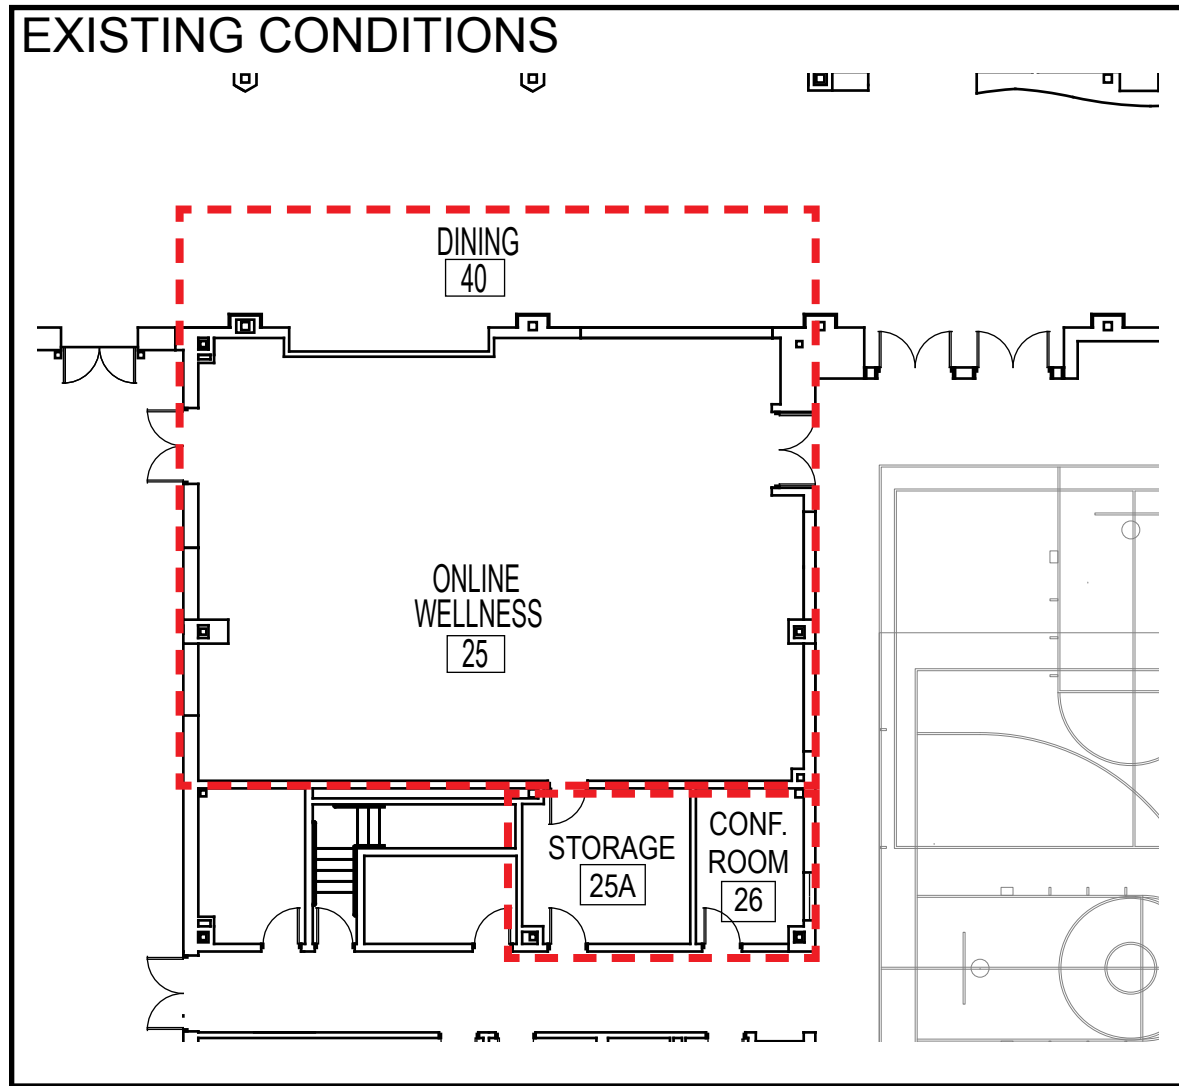 EXISTING CONDITIONS
DINING
40
ONLINE
WELLNESS
25
STORAGE
25A
CONF.
ROOM
26